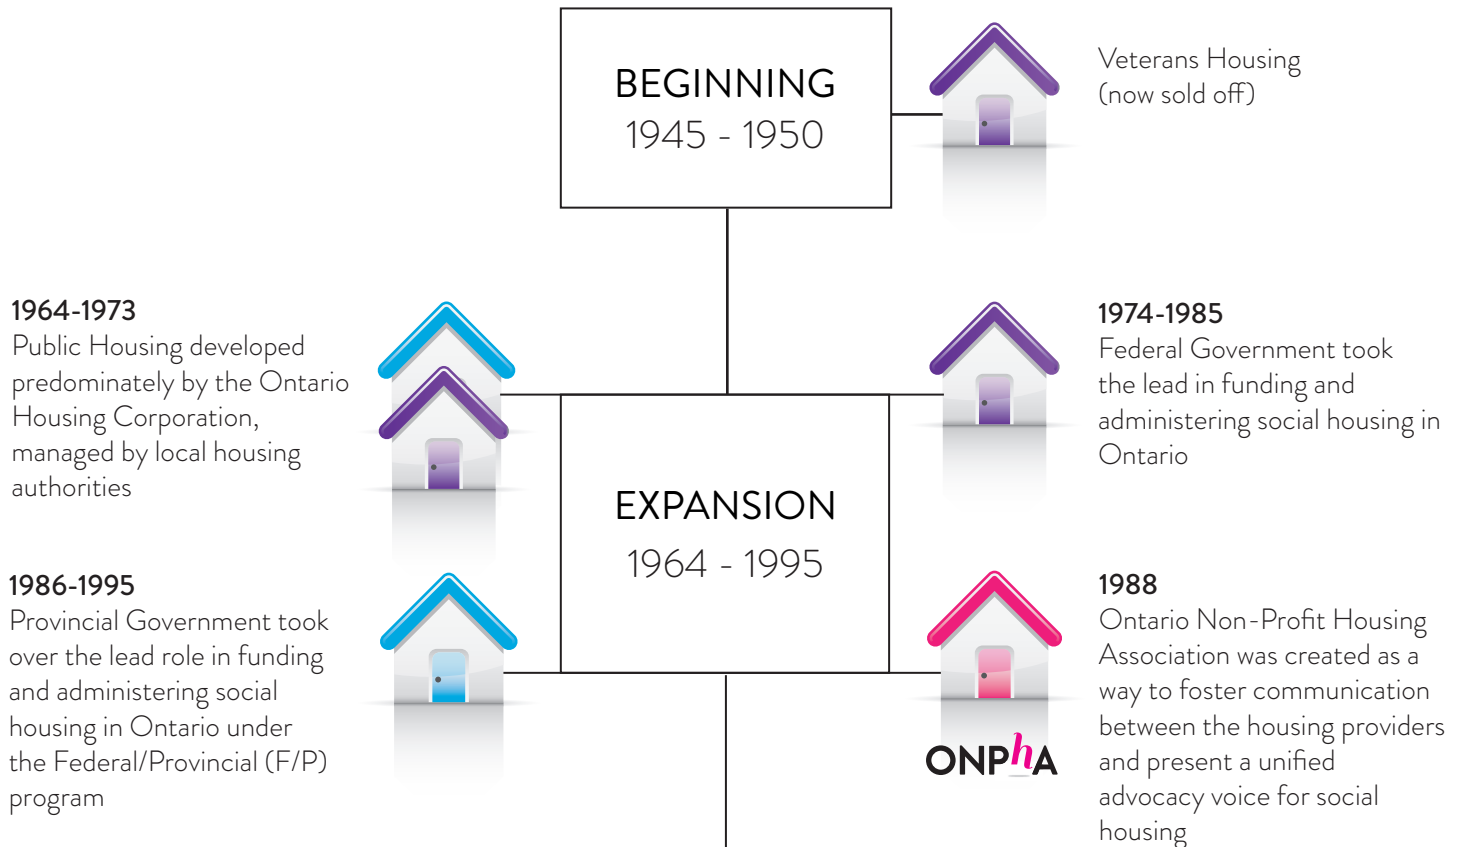 BEGINNING
1945 - 1950
Veterans Housing
(now sold off)
1964-1973
Public Housing developed
predominately by the Ontario
Housing Corporation,
managed by local housing
authorities
1974-1985
Federal Government took
the lead in funding and
administering social housing in
Ontario
EXPANSION
1964 - 1995
1986-1995
Provincial Government took
over the lead role in funding
and administering social
housing in Ontario under
the Federal/Provincial (F/P)
program
1988
Ontario Non-Profit Housing
Association was created as a
way to foster communication
between the housing providers
and present a unified
advocacy voice for social
housing
ONPhA